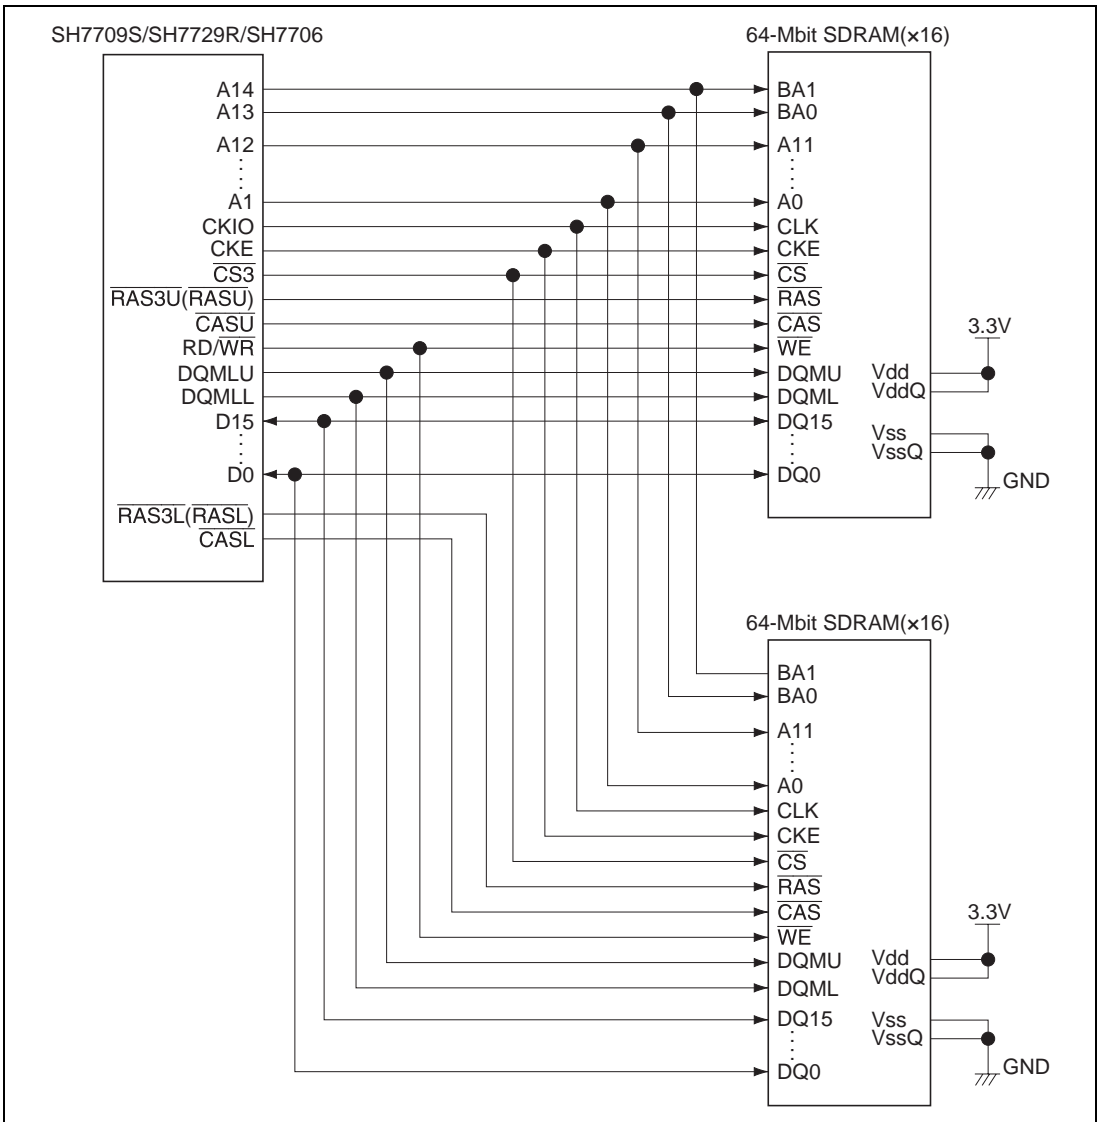 SH7709S/SH7729R/SH7706
A14
A13
A12
A1
CKIO
CKE
CS3
RAS3U(RASU)
CASU
RD/WR
DQMLU
DQMLL
D15
D0
RAS3L(RASL)
CASL
64-Mbit SDRAM(×16)
BA1
BA0
A11
A0
CLK
CKE
CS
RAS
CAS
WE
DQMU
DQML
DQ15
DQ0
Vdd
VddQ
Vss
VssQ
3.3V
GND
64-Mbit SDRAM(×16)
BA1
BA0
A11
A0
CLK
CKE
CS
RAS
CAS
WE
DQMU
DQML
DQ15
DQ0
Vdd
VddQ
Vss
VssQ
3.3V
GND